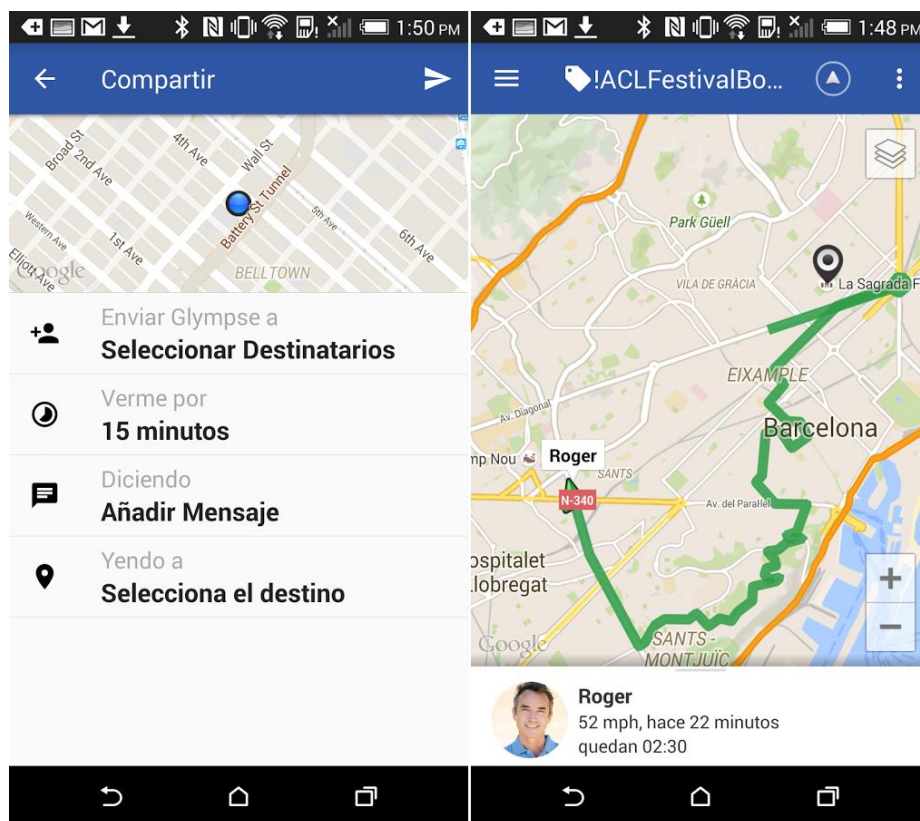 1:50 PM
Compartir
Broad St
2nd Ave
4th Ave
Wall St
Battery St Tunnel
5th Ave
6th Ave
Western Ave
1st Ave
Elliott Ave
Google
BELLTOWN
Enviar Glympse a
Seleccionar Destinatarios
Verme por
15 minutos
Diciendo
Añadir Mensaje
Yendo a
Selecciona el destino
1:48 PM
!ACLFestivalBo...
Park Güell
VILA DE GRÀCIA
La Sagrada F
EIXAMPLE
Av. Diagonal
Barcelona
mp Nou
Roger
SANTS
N-340
Av. del Paral·lel
ospitalet
Llobregat
SANTS -
MONTJUÏC
Google
Roger
52 mph, hace 22 minutos
quedan 02:30